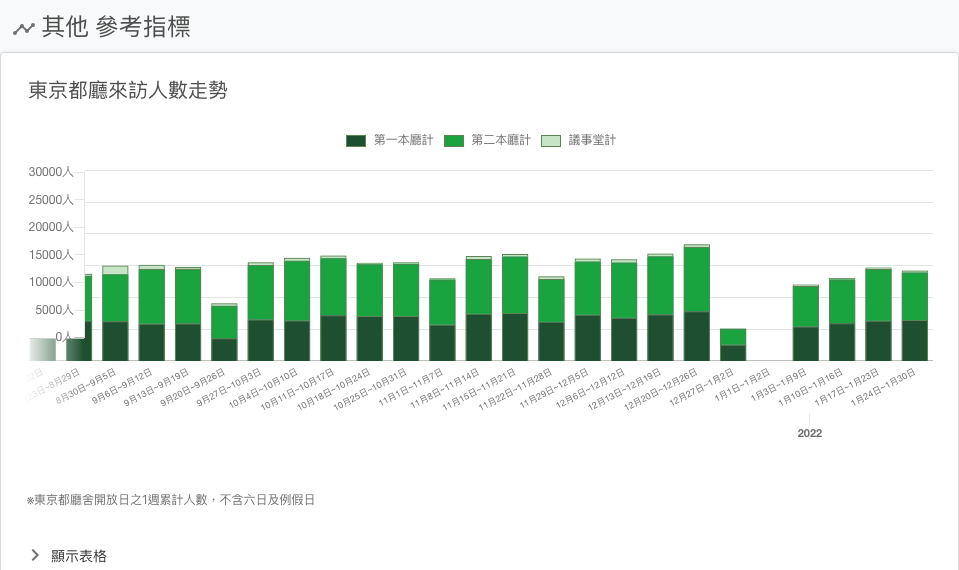 其他 參考指標
東京都廳來訪人數走勢
第一本廳計 第二本廳計 議事堂計
30000人
25000人
20000人
15000人
10000人
5000人
0人
8月30日~9月5日
9月6日~9月12日
9月13日~9月19日
9月20日~9月26日
9月27日~10月3日
10月4日~10月10日
10月11日~10月17日
10月18日~10月24日
10月25日~10月31日
11月1日~11月7日
11月8日~11月14日
11月15日~11月21日
11月22日~11月28日
11月29日~12月5日
12月6日~12月12日
12月13日~12月19日
12月20日~12月26日
12月27日~1月2日
1月1日~1月2日
1月3日~1月9日
1月10日~1月16日
1月17日~1月23日
1月24日~1月30日
2022
※東京都廳舍開放日之1週累計人數，不含六日及例假日
顯示表格